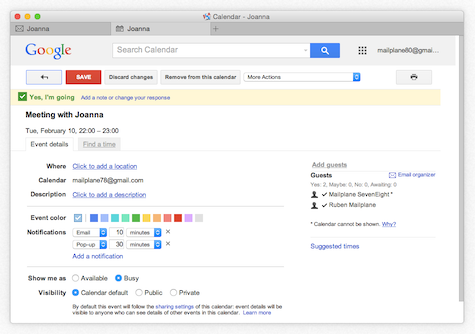 Calendar - Joanna
Joanna
Joanna
Google
Search Calendar
mailplane80@gmai...
SAVE
Discard changes
Remove from this calendar
More Actions
Yes, I'm going Add a note or change your response
Meeting with Joanna
Tue, February 10, 22:00 – 23:00
Event details Find a time
Where Click to add a location
Calendar mailplane78@gmail.com
Description Click to add a description
Event color
Notifications Email 10 minutes ×
Pop-up 30 minutes ×
Add a notification
Show me as Available Busy
Visibility Calendar default Public Private
By default this event will follow the sharing settings of this calendar: event details will be
visible to anyone who can see details of other events in this calendar. Learn more
Add guests
Guests Email organizer
Yes: 2, Maybe: 0, No: 0, Awaiting: 0
Mailplane SevenEight *
Ruben Mailplane
* Calendar cannot be shown. Why?
Suggested times